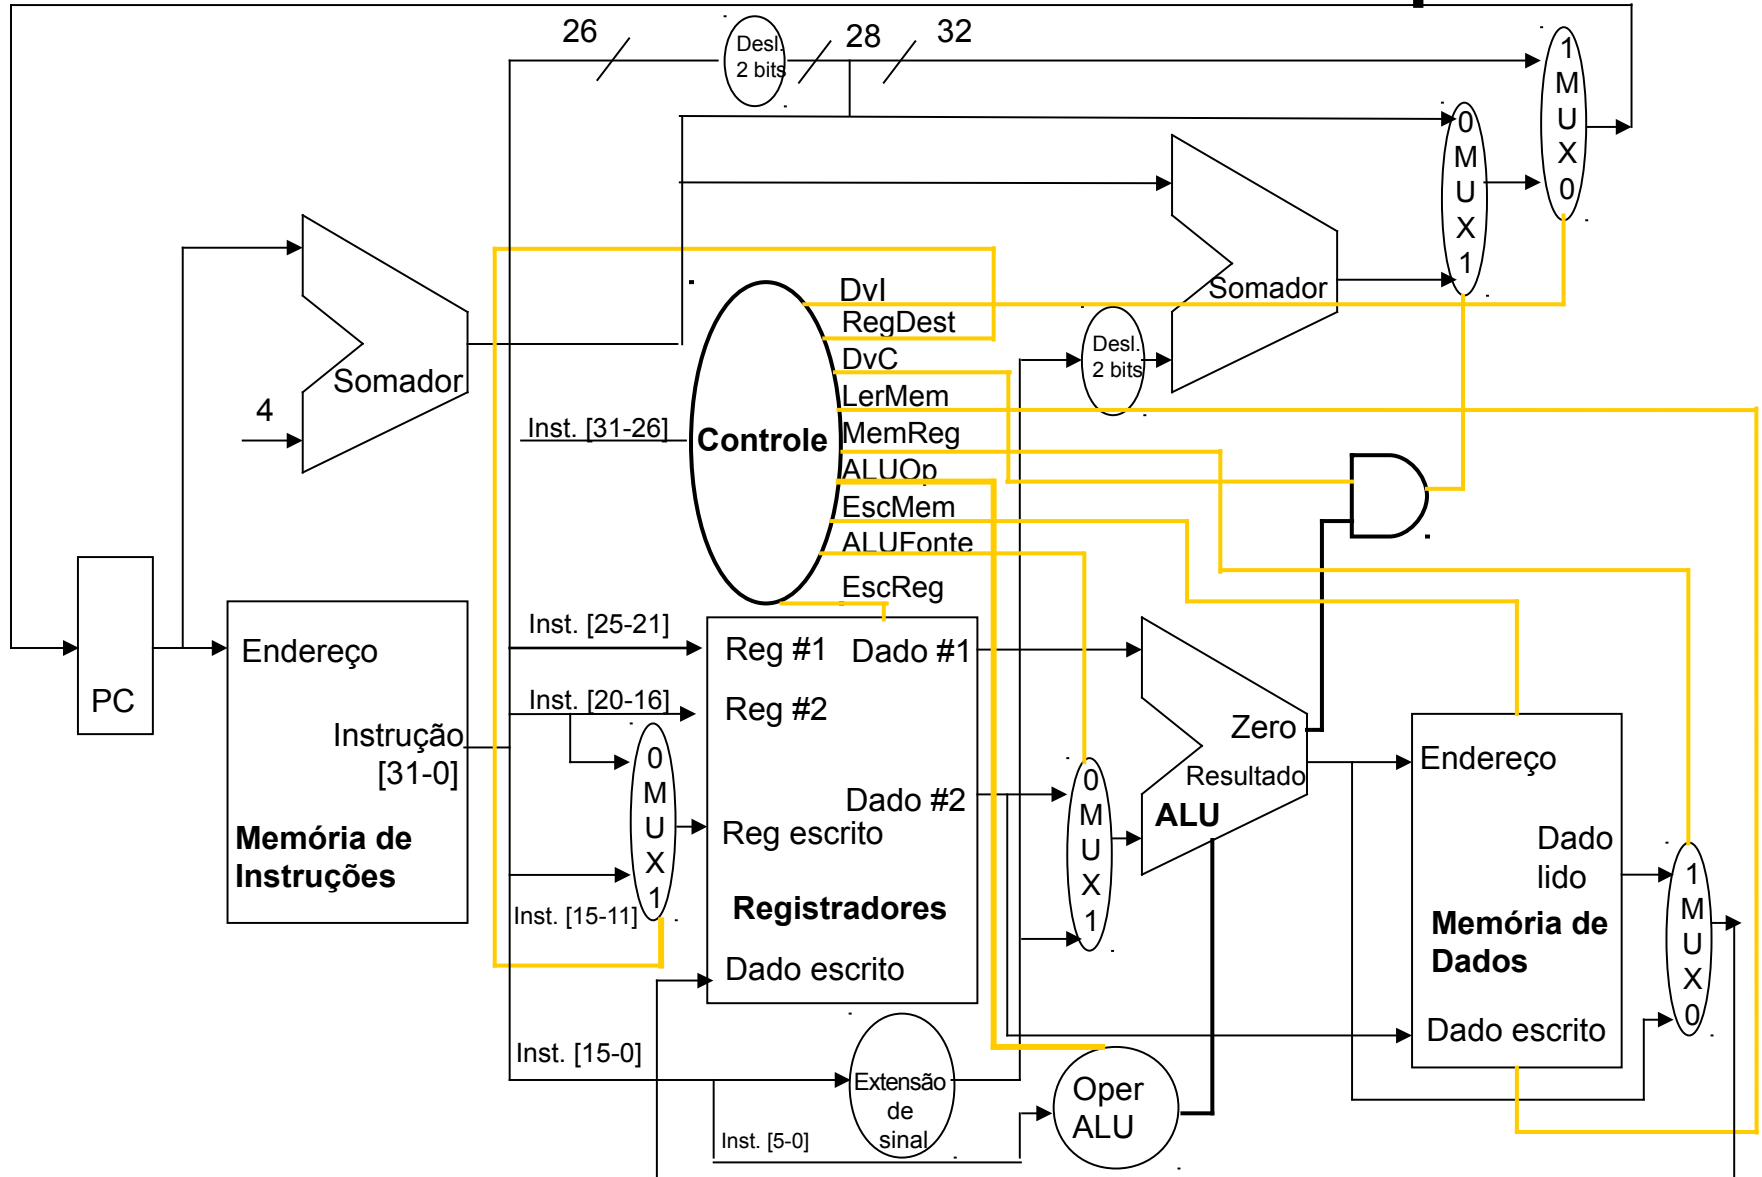 26
28
32
Desl.
2 bits
1
M
U
X
0
0
M
U
X
1
Somador
4
Somador
Desl.
2 bits
DvI
RegDest
DvC
LerMem
MemReg
ALUOp
EscMem
ALUFonte
EscReg
Inst. [31-26]
Controle
PC
Endereço
Instrução
[31-0]
Memória de
Instruções
Inst. [25-21]
Inst. [20-16]
0
M
U
X
1
Inst. [15-11]
Inst. [15-0]
Inst. [5-0]
Reg #1
Dado #1
Reg #2
Dado #2
Reg escrito
Registradores
Dado escrito
Extensão
de
sinal
0
M
U
X
1
Zero
Resultado
ALU
Oper
ALU
Endereço
Dado
lido
Memória de
Dados
Dado escrito
1
M
U
X
0